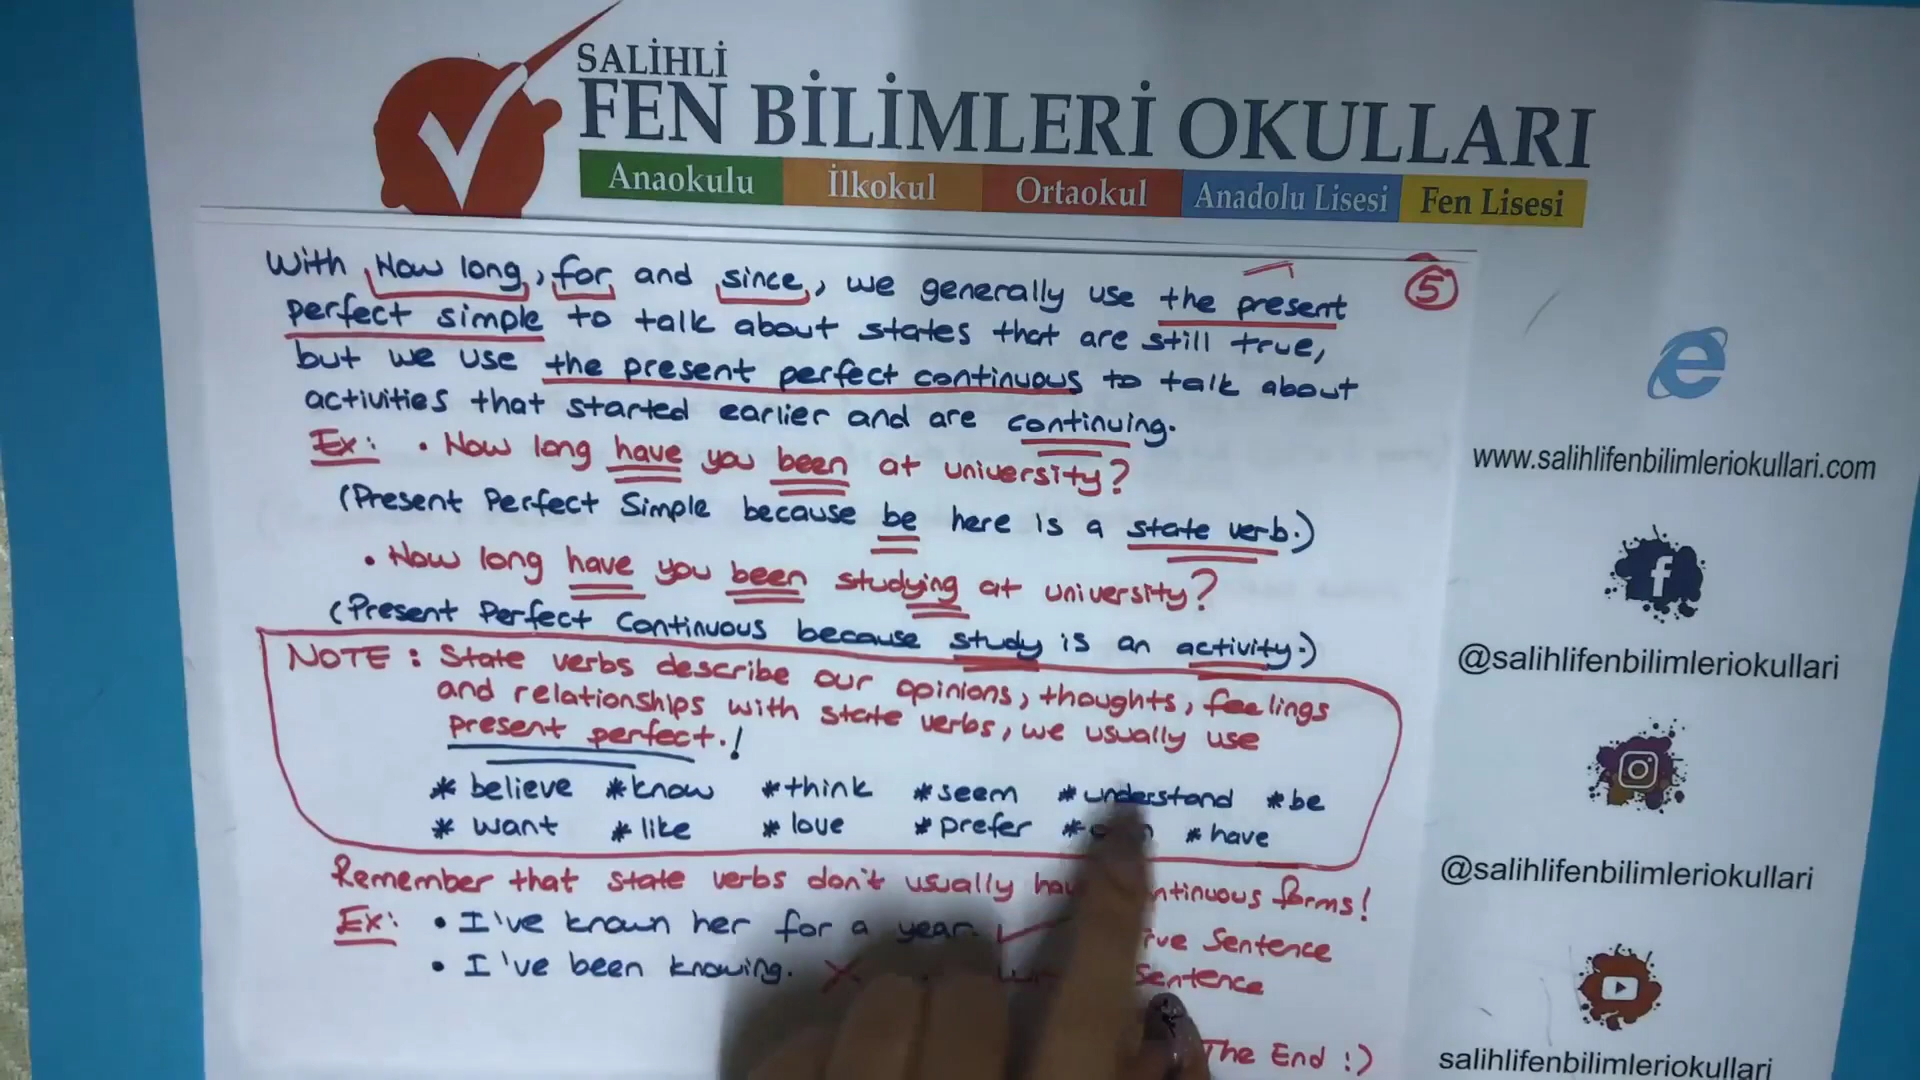 SALİHLİ
FEN BİLİMLERİ OKULLARI
Anaokulu İlkokul Ortaokul Anadolu Lisesi Fen Lisesi
5
With How long, for and since, we generally use the present
perfect simple to talk about states that are still true,
but we use the present perfect continuous to talk about
activities that started earlier and are continuing.
Ex: • How long have you been at university?
(Present Perfect Simple because be here is a state verb.)
• How long have you been studying at university?
(Present Perfect Continuous because study is an activity.)
NOTE: State verbs describe our opinions, thoughts, feelings
and relationships with state verbs, we usually use
present perfect.!
* believe * know * think * seem * understand * be
* want * like * love * prefer * * have
Remember that state verbs don't usually forms!
Ex: • I've known her for a year. ✓ Sentence
• I've been knowing. X Sentence
The End :)
www.salihlifenbilimleriokullari.com
@salihlifenbilimleriokullari
@salihlifenbilimleriokullari
salihlifenbilimleriokullari